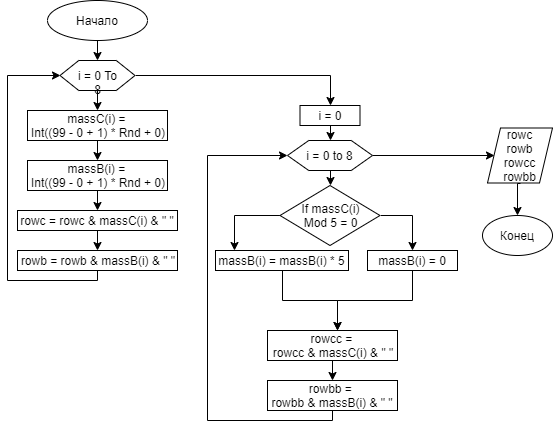 Начало
i = 0 To
8
massC(i) =
Int((99 - 0 + 1) * Rnd + 0)
massB(i) =
Int((99 - 0 + 1) * Rnd + 0)
rowc = rowc & massC(i) & " "
rowb = rowb & massB(i) & " "
i = 0
i = 0 to 8
If massC(i)
Mod 5 = 0
massB(i) = massB(i) * 5
massB(i) = 0
rowcc =
rowcc & massC(i) & " "
rowbb =
rowbb & massB(i) & " "
rowc
rowb
rowcc
rowbb
Конец